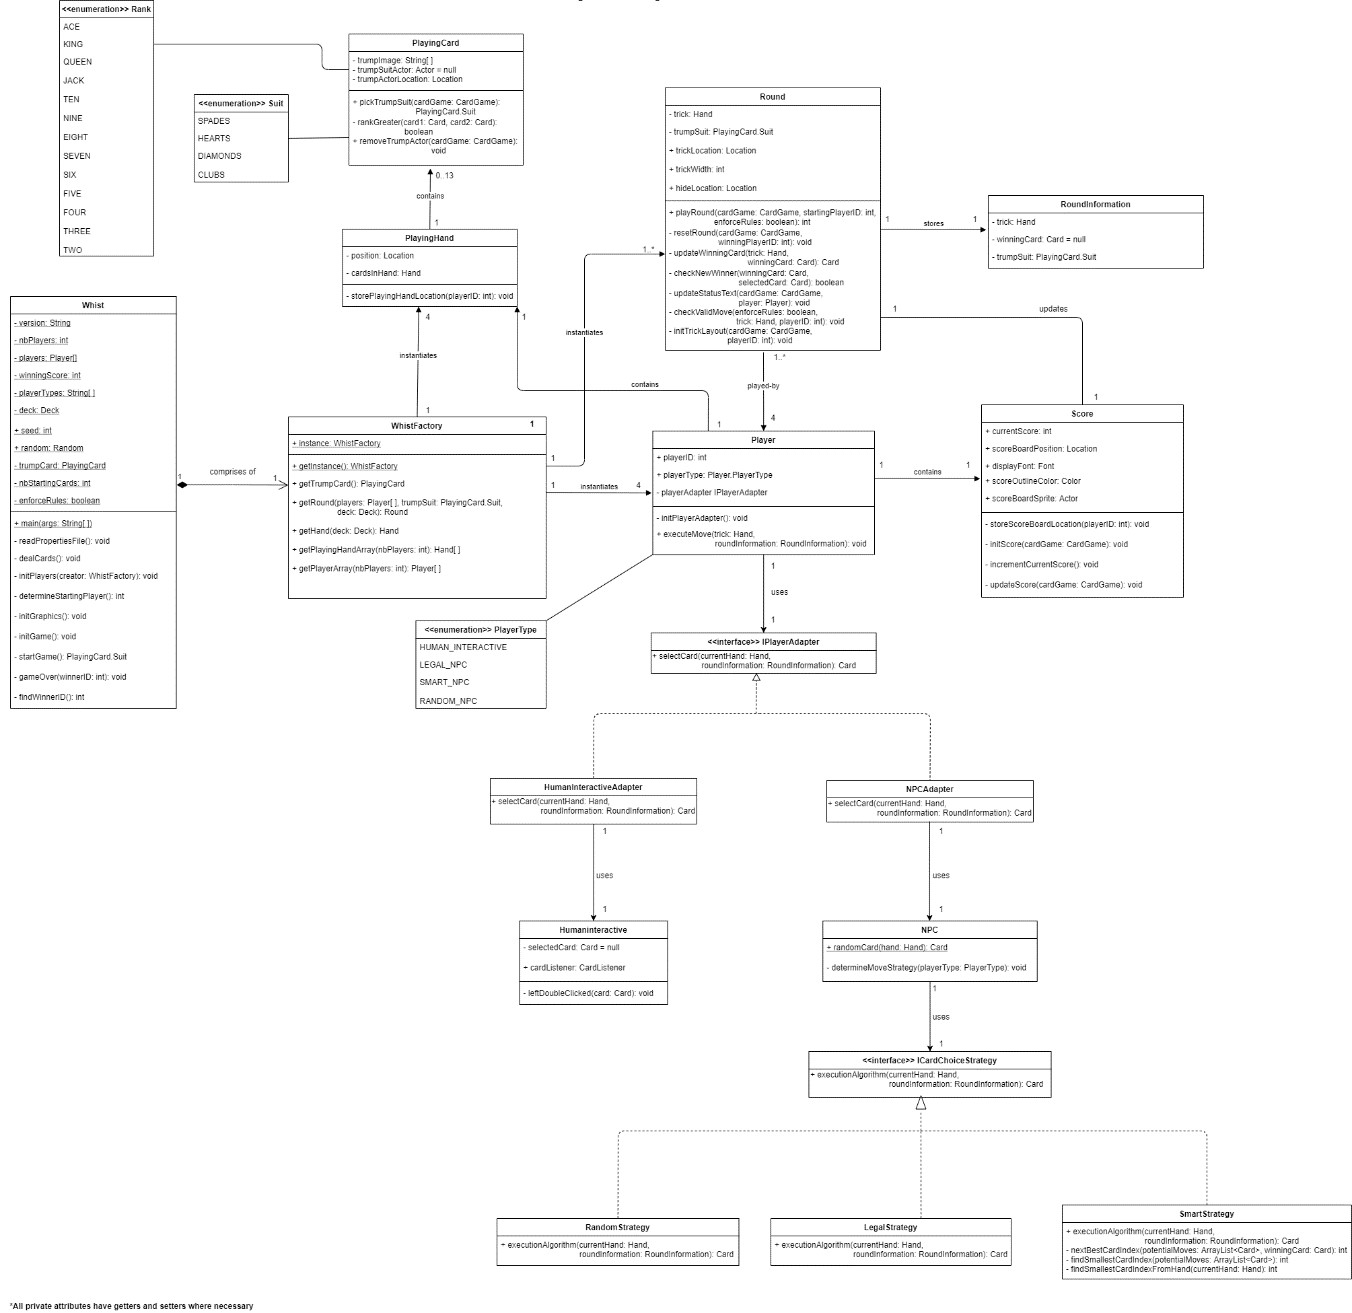 <<enumeration>> Rank
ACE
KING
QUEEN
JACK
TEN
NINE
EIGHT
SEVEN
SIX
FIVE
FOUR
THREE
TWO
<<enumeration>> Suit
SPADES
HEARTS
DIAMONDS
CLUBS
PlayingCard
- trumpImage: String[ ]
- trumpSuitActor: Actor = null
- trumpActorLocation: Location
+ pickTrumpSuit(cardGame: CardGame):
PlayingCard.Suit
- rankGreater(card1: Card, card2: Card):
boolean
+ removeTrumpActor(cardGame: CardGame):
void
0..13
contains
1
PlayingHand
- position: Location
- cardsInHand: Hand
- storePlayingHandLocation(playerID: int): void
4
1
instantiates
1
Round
- trick: Hand
- trumpSuit: PlayingCard.Suit
+ trickLocation: Location
+ trickWidth: int
+ hideLocation: Location
+ playRound(cardGame: CardGame, startingPlayerID: int,
enforceRules: boolean): int
- resetRound(cardGame: CardGame,
winningPlayerID: int): void
- updateWinningCard(trick: Hand,
winningCard: Card): Card
- checkNewWinner(winningCard: Card,
selectedCard: Card): boolean
- updateStatusText(cardGame: CardGame,
player: Player): void
- checkValidMove(enforceRules: boolean,
trick: Hand, playerID: int): void
- initTrickLayout(cardGame: CardGame,
playerID: int): void
1..*
instantiates
1
stores
1
RoundInformation
- trick: Hand
- winningCard: Card = null
- trumpSuit: PlayingCard.Suit
1
updates
1
1..*
played-by
4
contains
1
Whist
- version: String
- nbPlayers: int
- players: Player[]
- winningScore: int
- playerTypes: String[ ]
- deck: Deck
+ seed: int
+ random: Random
- trumpCard: PlayingCard
- nbStartingCards: int
- enforceRules: boolean
+ main(args: String[ ])
- readPropertiesFile(): void
- dealCards(): void
- initPlayers(creator: WhistFactory): void
- determineStartingPlayer(): int
- initGraphics(): void
- initGame(): void
- startGame(): PlayingCard.Suit
- gameOver(winnerID: int): void
- findWinnerID(): int
1
comprises of
1
WhistFactory
1
+ instance: WhistFactory
+ getInstance(): WhistFactory
+ getTrumpCard(): PlayingCard
+ getRound(players: Player[ ], trumpSuit: PlayingCard.Suit,
deck: Deck): Round
+ getHand(deck: Deck): Hand
+ getPlayingHandArray(nbPlayers: int): Hand[ ]
+ getPlayerArray(nbPlayers: int): Player[ ]
1
1
instantiates
4
Player
+ playerID: int
+ playerType: Player.PlayerType
- playerAdapter IPlayerAdapter
- initPlayerAdapter(): void
+ executeMove(trick: Hand,
roundInformation: RoundInformation): void
1
contains
1
Score
+ currentScore: int
+ scoreBoardPosition: Location
+ displayFont: Font
+ scoreOutlineColor: Color
+ scoreBoardSprite: Actor
- storeScoreBoardLocation(playerID: int): void
- initScore(cardGame: CardGame): void
- incrementCurrentScore(): void
- updateScore(cardGame: CardGame): void
<<enumeration>> PlayerType
HUMAN_INTERACTIVE
LEGAL_NPC
SMART_NPC
RANDOM_NPC
1
uses
1
<<interface>> IPlayerAdapter
+ selectCard(currentHand: Hand,
roundInformation: RoundInformation): Card
HumanInteractiveAdapter
+ selectCard(currentHand: Hand,
roundInformation: RoundInformation): Card
NPCAdapter
+ selectCard(currentHand: Hand,
roundInformation: RoundInformation): Card
1
uses
1
1
uses
1
HumanInteractive
- selectedCard: Card = null
+ cardListener: CardListener
- leftDoubleClicked(card: Card): void
NPC
+ randomCard(hand: Hand): Card
- determineMoveStrategy(playerType: PlayerType): void
1
uses
1
<<interface>> ICardChoiceStrategy
+ executionAlgorithm(currentHand: Hand,
roundInformation: RoundInformation): Card
RandomStrategy
+ executionAlgorithm(currentHand: Hand,
roundInformation: RoundInformation): Card
LegalStrategy
+ executionAlgorithm(currentHand: Hand,
roundInformation: RoundInformation): Card
SmartStrategy
+ executionAlgorithm(currentHand: Hand,
roundInformation: RoundInformation): Card
- nextBestCardIndex(potentialMoves: ArrayList<Card>, winningCard: Card): int
- findSmallestCardIndex(potentialMoves: ArrayList<Card>): int
- findSmallestCardIndexFromHand(currentHand: Hand): int
*All private attributes have getters and setters where necessary